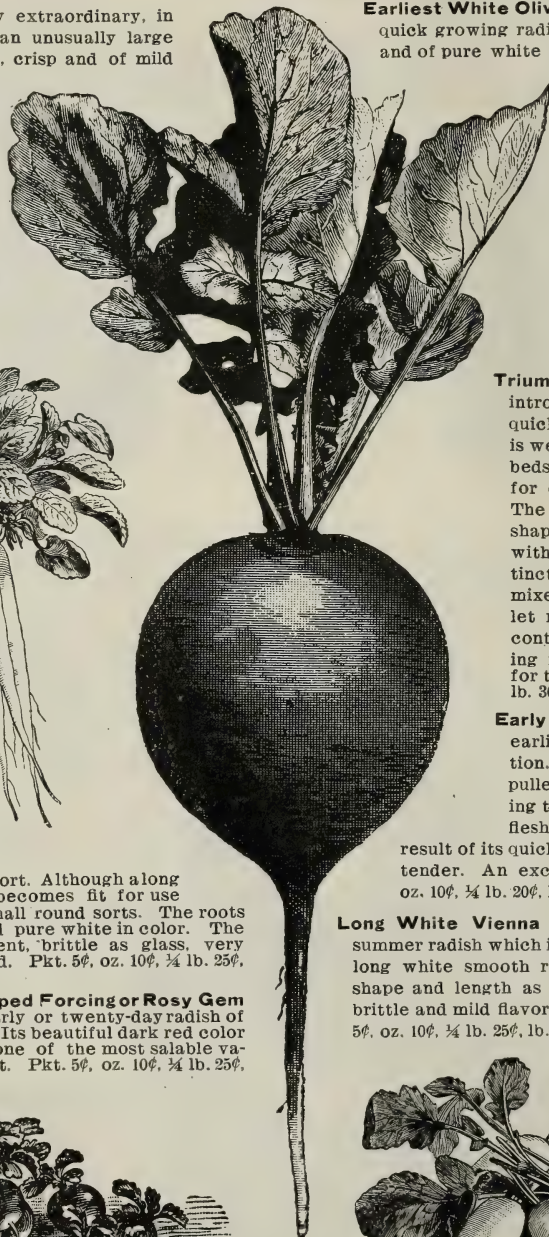 extraordinary, in
an unusually large
, crisp and of mild
ort. Although a long
becomes fit for use
nall round sorts. The roots
pure white in color. The
ent, brittle as glass, very
d. Pkt. 5¢, oz. 10¢, ¼ lb. 25¢,
ped Forcing or Rosy Gem
rly or twenty-day radish of
Its beautiful dark red color
one of the most salable va-
t. Pkt. 5¢, oz. 10¢, ¼ lb. 25¢,
Earliest White Oliv
quick growing radi
and of pure white
Trium
intro
quick
is we
beds
for
The
shap
with
tinct
mixe
let
cont
ing
for t
lb. 30
Early
earli
tion.
pulle
ing t
flesh
result of its quick
tender. An exc
oz. 10¢, ¼ lb. 20¢,
Long White Vienna
summer radish which i
long white smooth r
shape and length as
brittle and mild flavor
5¢, oz. 10¢, ¼ lb. 25¢, lb.